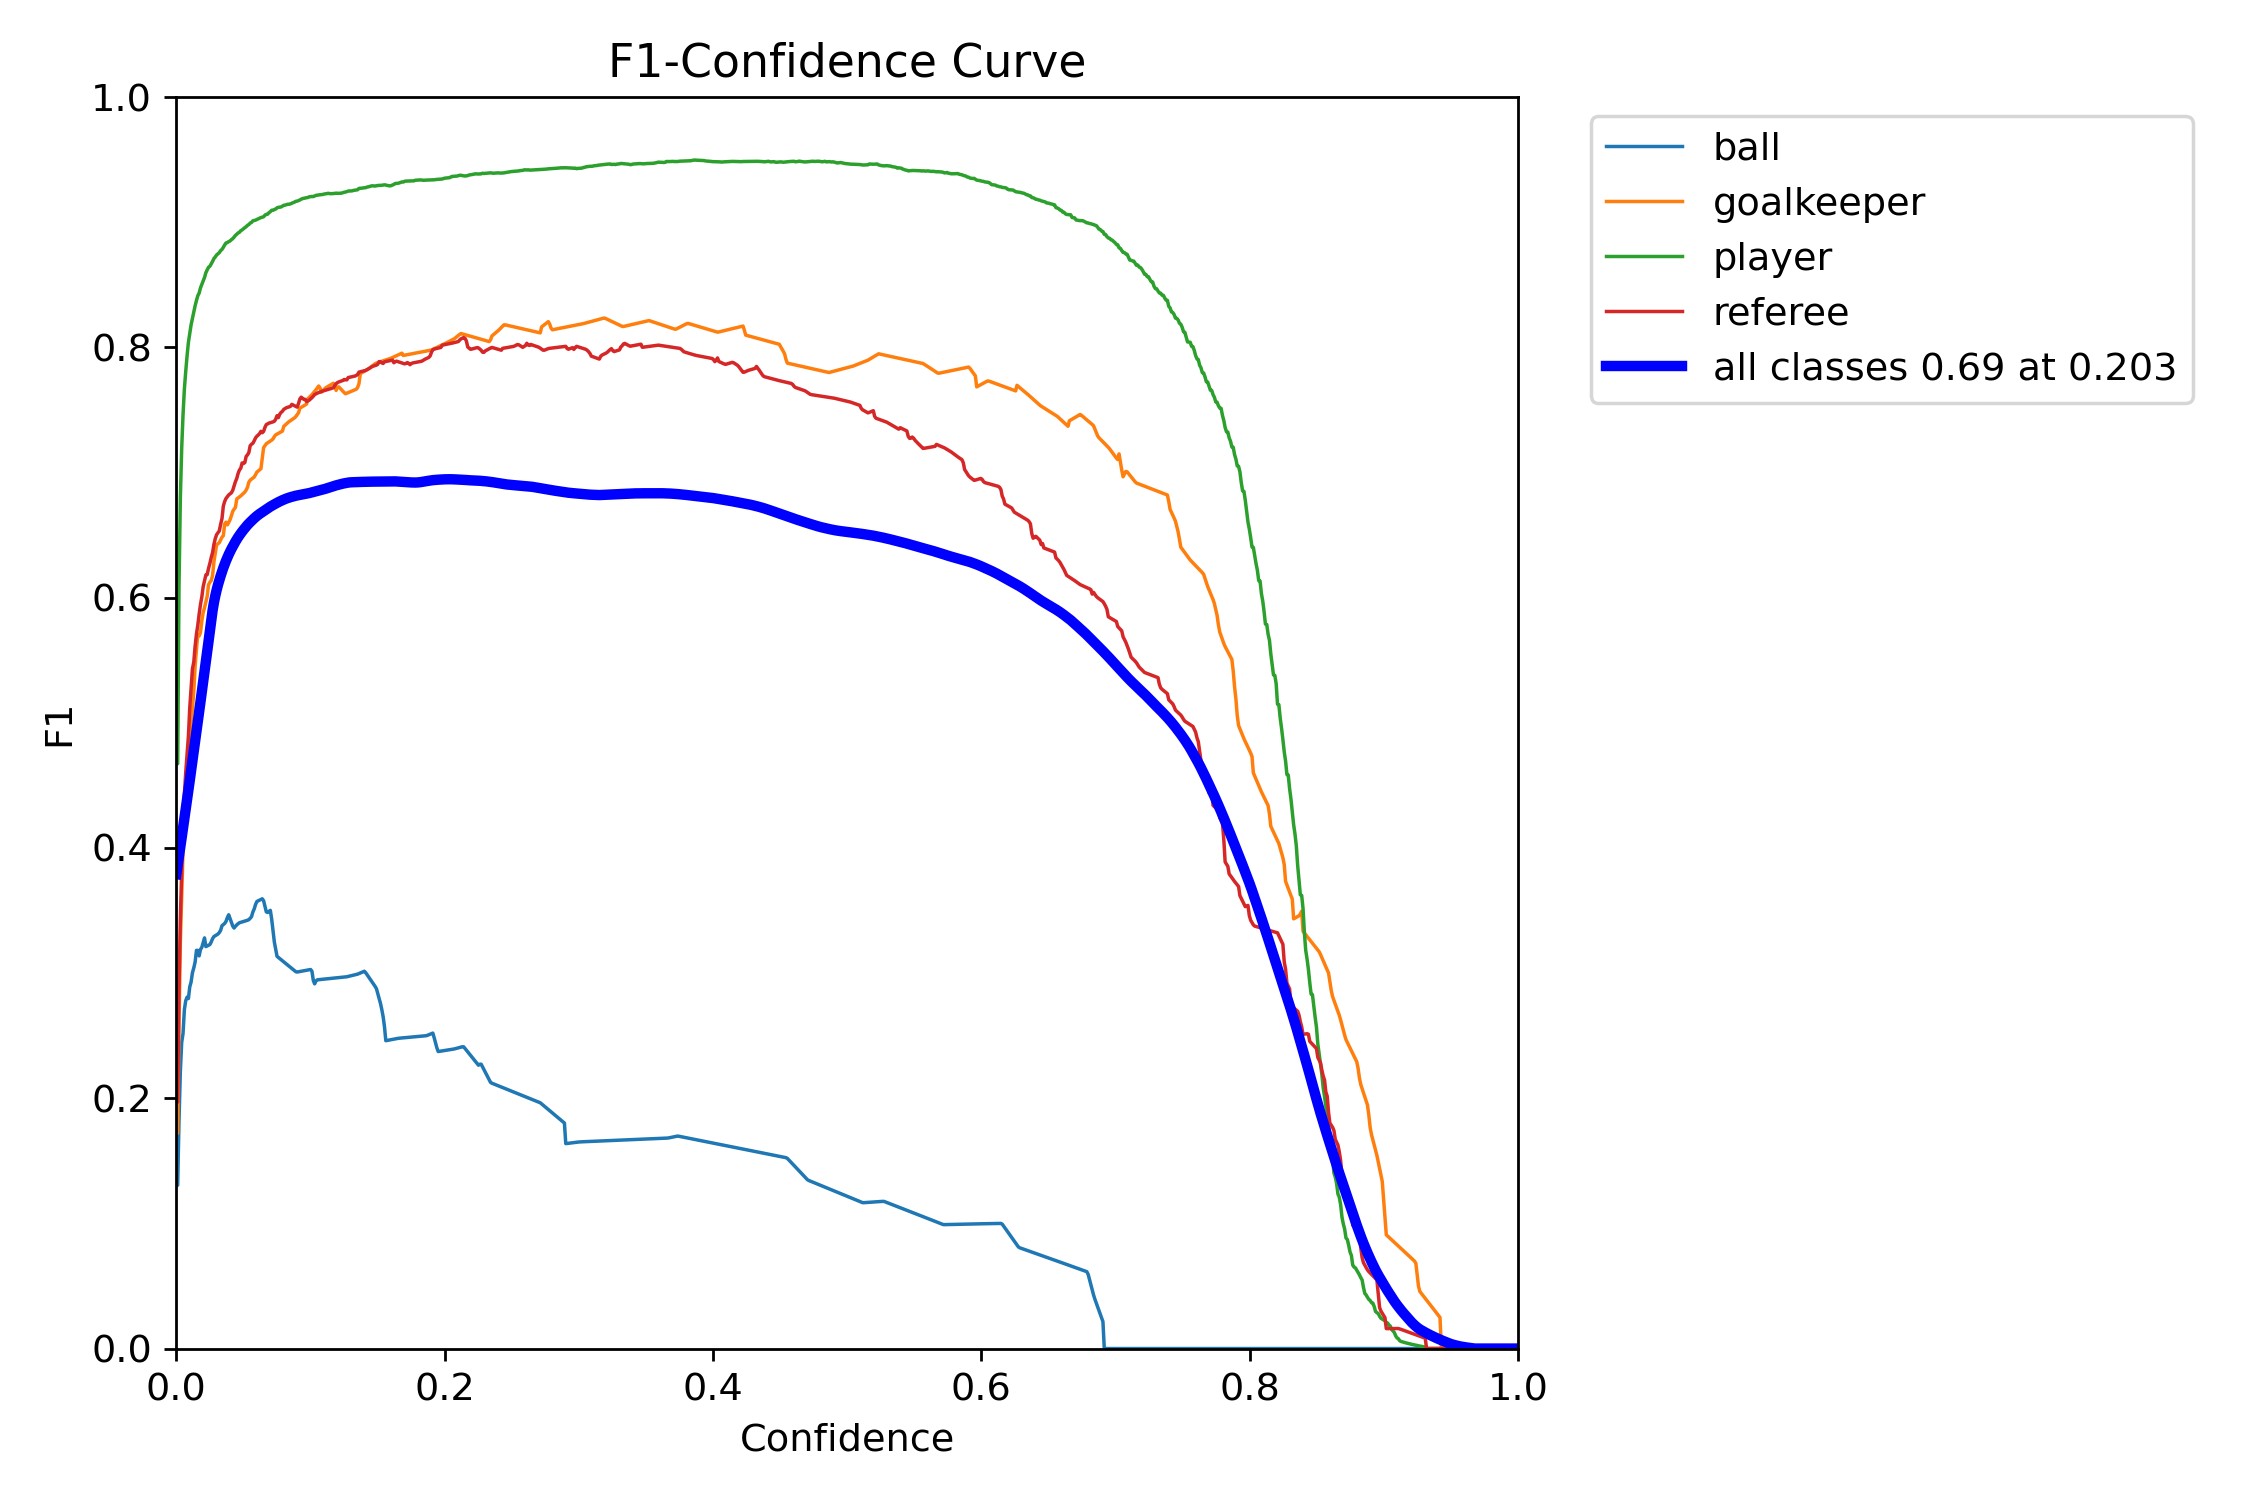 F1-Confidence Curve
1.0
0.8
0.6
0.4
0.2
0.0
F1
0.0 0.2 0.4 0.6 0.8 1.0
Confidence
ball
goalkeeper
player
referee
all classes 0.69 at 0.203